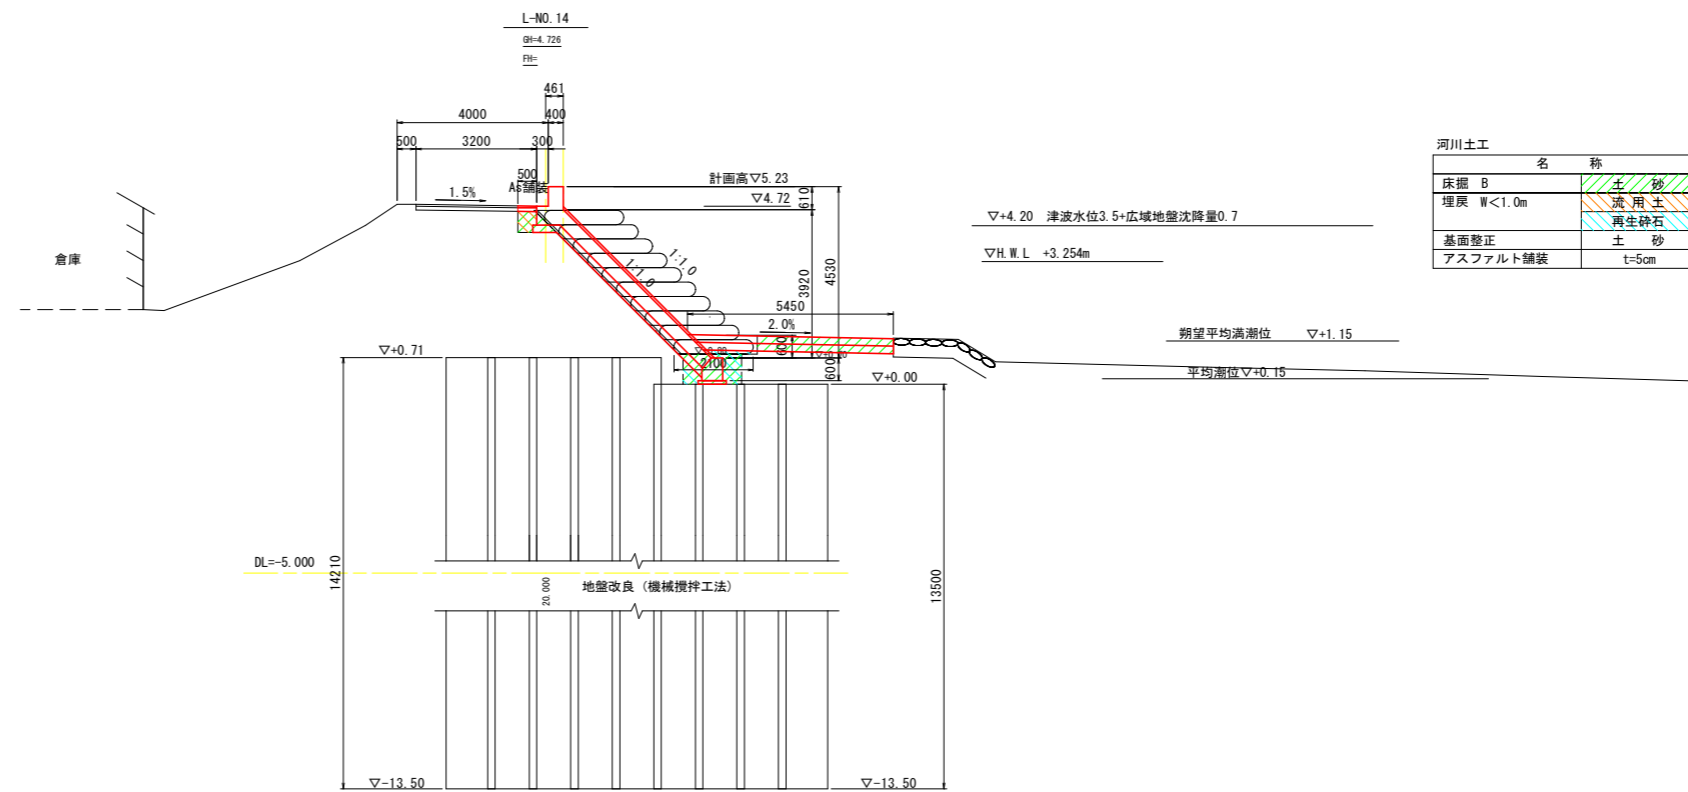 L-NO.14
GH=4.726
FH=
461
4000
400
500
3200
300
500
As舗装
1.5%
計画高▽5.23
▽4.72
610
▽+4.20 津波水位3.5+広域地盤沈降量0.7
▽H.W.L +3.254m
倉庫
1:1.0
1:1.0
3920
4530
5450
2.0%
600
2100
600
朔望平均満潮位 ▽+1.15
平均潮位▽+0.15
▽+0.71
▽+0.00
DL=-5.000
14210
20.000
地盤改良（機械攪拌工法）
13500
▽-13.50
▽-13.50
河川土工
名 称
床掘 B 土 砂
埋戻 W<1.0m 流用土
再生砕石
基面整正 土 砂
アスファルト舗装 t=5cm